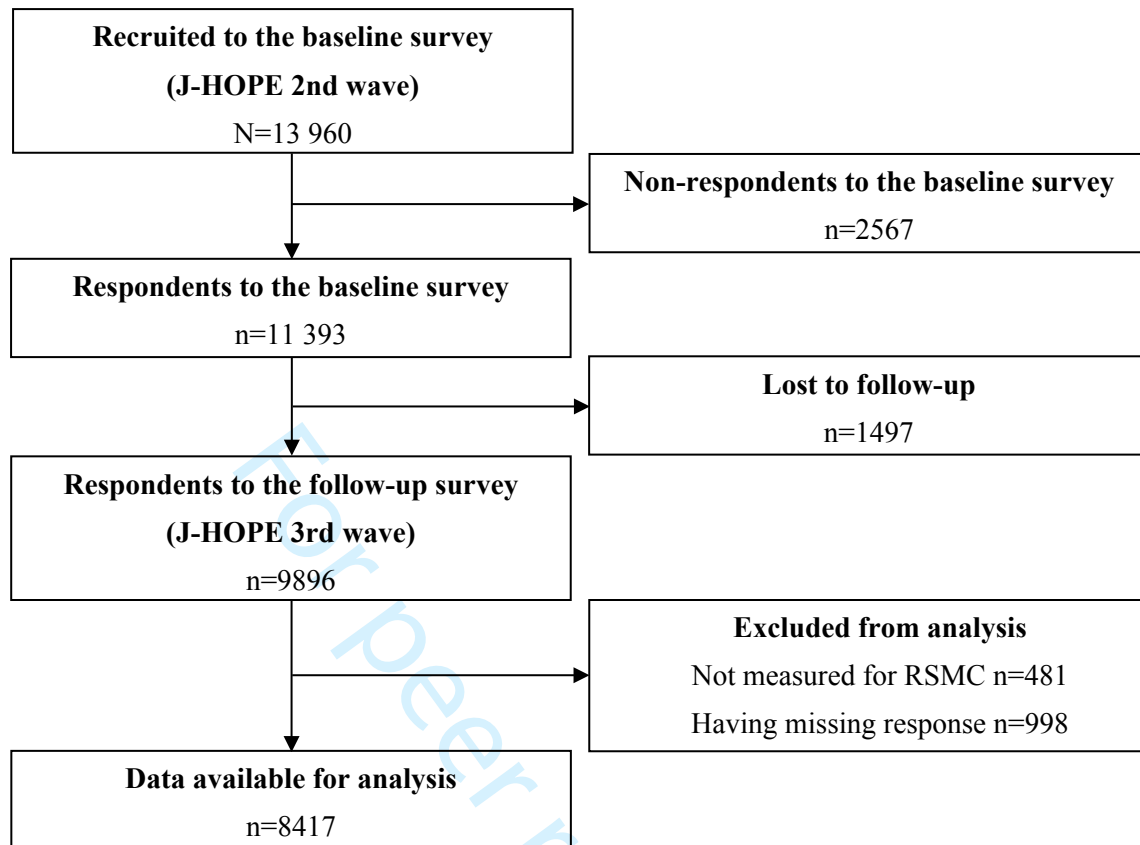 Recruited to the baseline survey
(J-HOPE 2nd wave)
N=13 960
Non-respondents to the baseline survey
n=2567
Respondents to the baseline survey
n=11 393
Lost to follow-up
n=1497
Respondents to the follow-up survey
(J-HOPE 3rd wave)
n=9896
Excluded from analysis
Not measured for RSMC n=481
Having missing response n=998
Data available for analysis
n=8417
For peer r